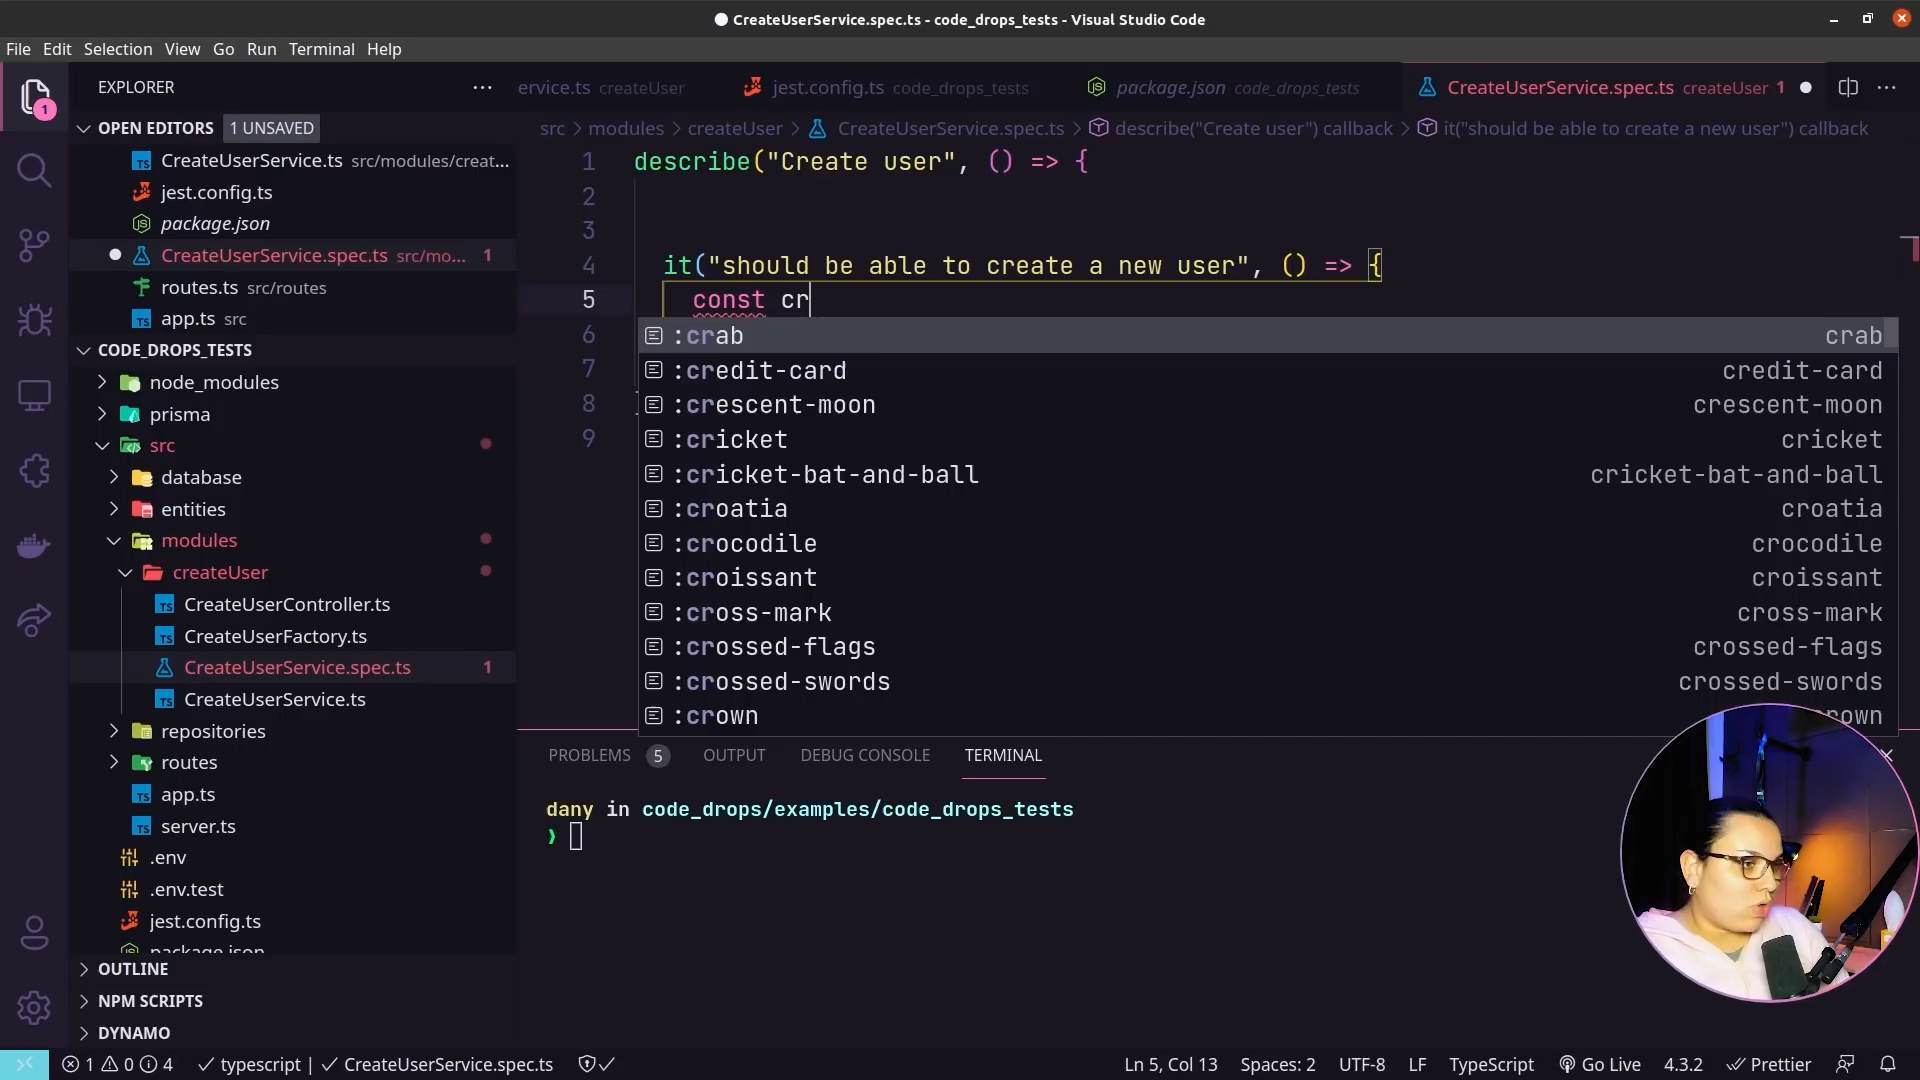 CreateUserService.spec.ts - code_drops_tests - Visual Studio Code
File Edit Selection View Go Run Terminal Help
EXPLORER
ervice.ts createUser
jest.config.ts code_drops_tests
package.json code_drops_tests
CreateUserService.spec.ts createUser 1
1
OPEN EDITORS 1 UNSAVED
CreateUserService.ts src/modules/creat...
jest.config.ts
package.json
CreateUserService.spec.ts src/mo... 1
routes.ts src/routes
app.ts src
CODE_DROPS_TESTS
node_modules
prisma
src
database
entities
modules
createUser
CreateUserController.ts
CreateUserFactory.ts
CreateUserService.spec.ts 1
CreateUserService.ts
repositories
routes
app.ts
server.ts
.env
.env.test
jest.config.ts
package.json
OUTLINE
NPM SCRIPTS
DYNAMO
src > modules > createUser > CreateUserService.spec.ts > describe("Create user") callback > it("should be able to create a new user") callback
1 describe("Create user", () => {
2
3
4 it("should be able to create a new user", () => {
5 const cr
6
7
8
9
:crab crab
:credit-card credit-card
:crescent-moon crescent-moon
:cricket cricket
:cricket-bat-and-ball cricket-bat-and-ball
:croatia croatia
:crocodile crocodile
:croissant croissant
:cross-mark cross-mark
:crossed-flags crossed-flags
:crossed-swords crossed-swords
:crown crown
PROBLEMS 5 OUTPUT DEBUG CONSOLE TERMINAL
dany in code_drops/examples/code_drops_tests
❯
1 0 4 typescript | CreateUserService.spec.ts
Ln 5, Col 13 Spaces: 2 UTF-8 LF TypeScript Go Live 4.3.2 Prettier